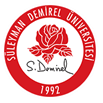 SÜLEYMAN DEMİREL ÜNİVERSİTESİ
S. Demirel
1992